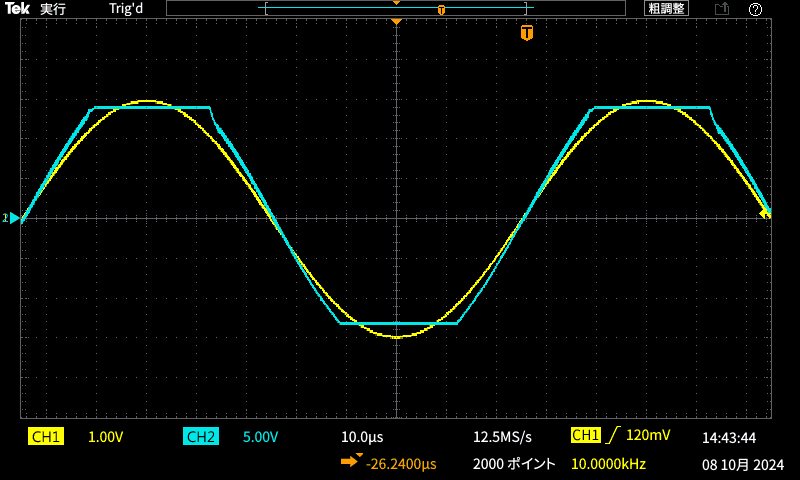 Tek 実行 Trig'd 粗調整
T
T
2
CH1 1.00V CH2 5.00V 10.0µs 12.5MS/s CH1 120mV 14:43:44
-26.2400µs 2000 ポイント 10.0000kHz 08 10月 2024